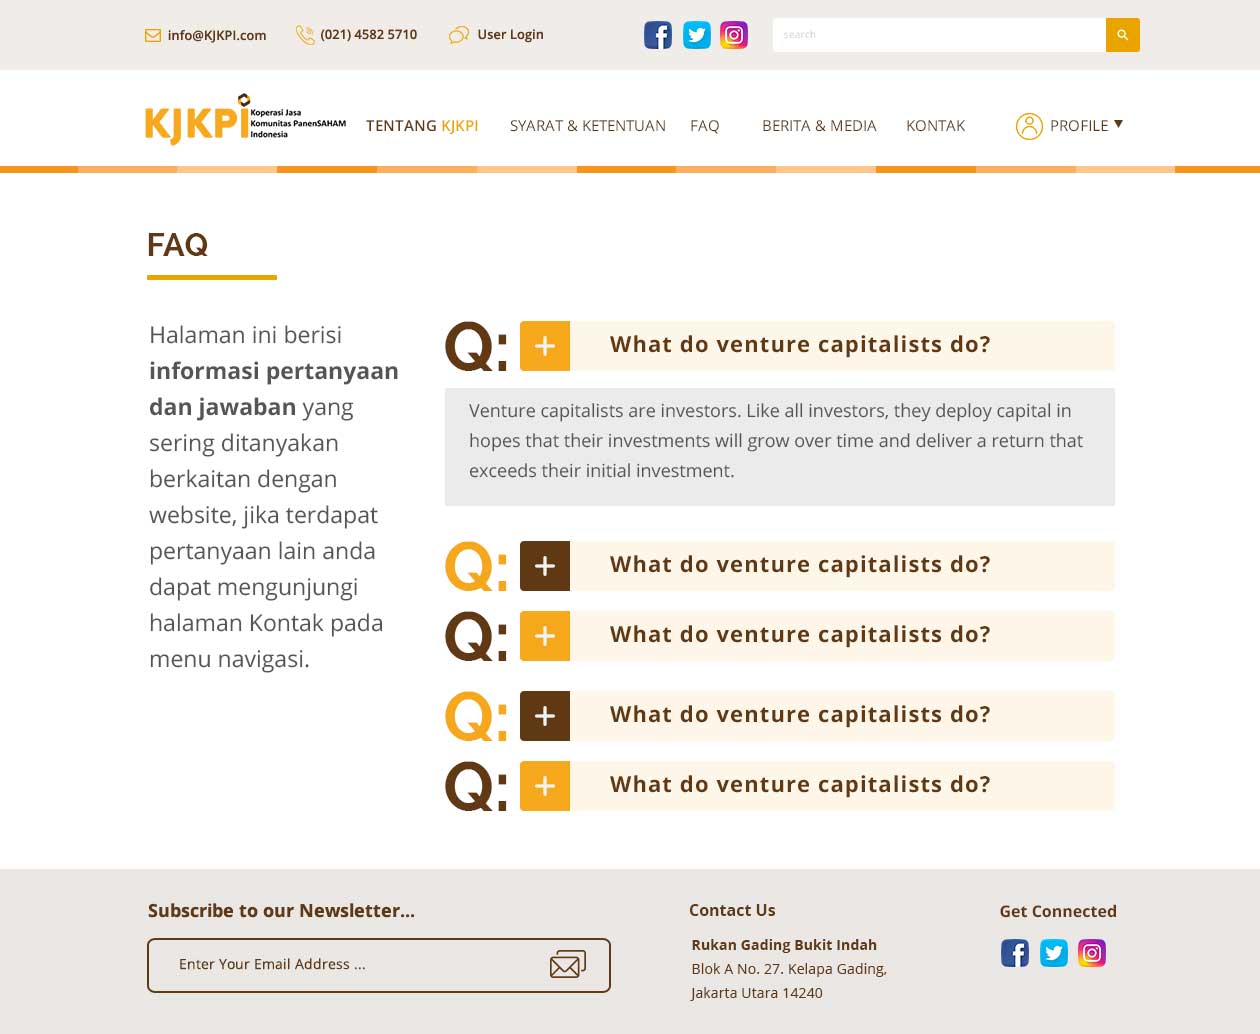 info@KJKPI.com
(021) 4582 5710
User Login
search
KJKPI
Koperasi Jasa
Komunitas PanenSAHAM
Indonesia
TENTANG KJKPI
SYARAT & KETENTUAN
FAQ
BERITA & MEDIA
KONTAK
PROFILE
FAQ
Halaman ini berisi
informasi pertanyaan
dan jawaban yang
sering ditanyakan
berkaitan dengan
website, jika terdapat
pertanyaan lain anda
dapat mengunjungi
halaman Kontak pada
menu navigasi.
Q: + What do venture capitalists do?
Venture capitalists are investors. Like all investors, they deploy capital in
hopes that their investments will grow over time and deliver a return that
exceeds their initial investment.
Q: + What do venture capitalists do?
Q: + What do venture capitalists do?
Q: + What do venture capitalists do?
Q: + What do venture capitalists do?
Subscribe to our Newsletter...
Enter Your Email Address ...
Contact Us
Rukan Gading Bukit Indah
Blok A No. 27. Kelapa Gading,
Jakarta Utara 14240
Get Connected